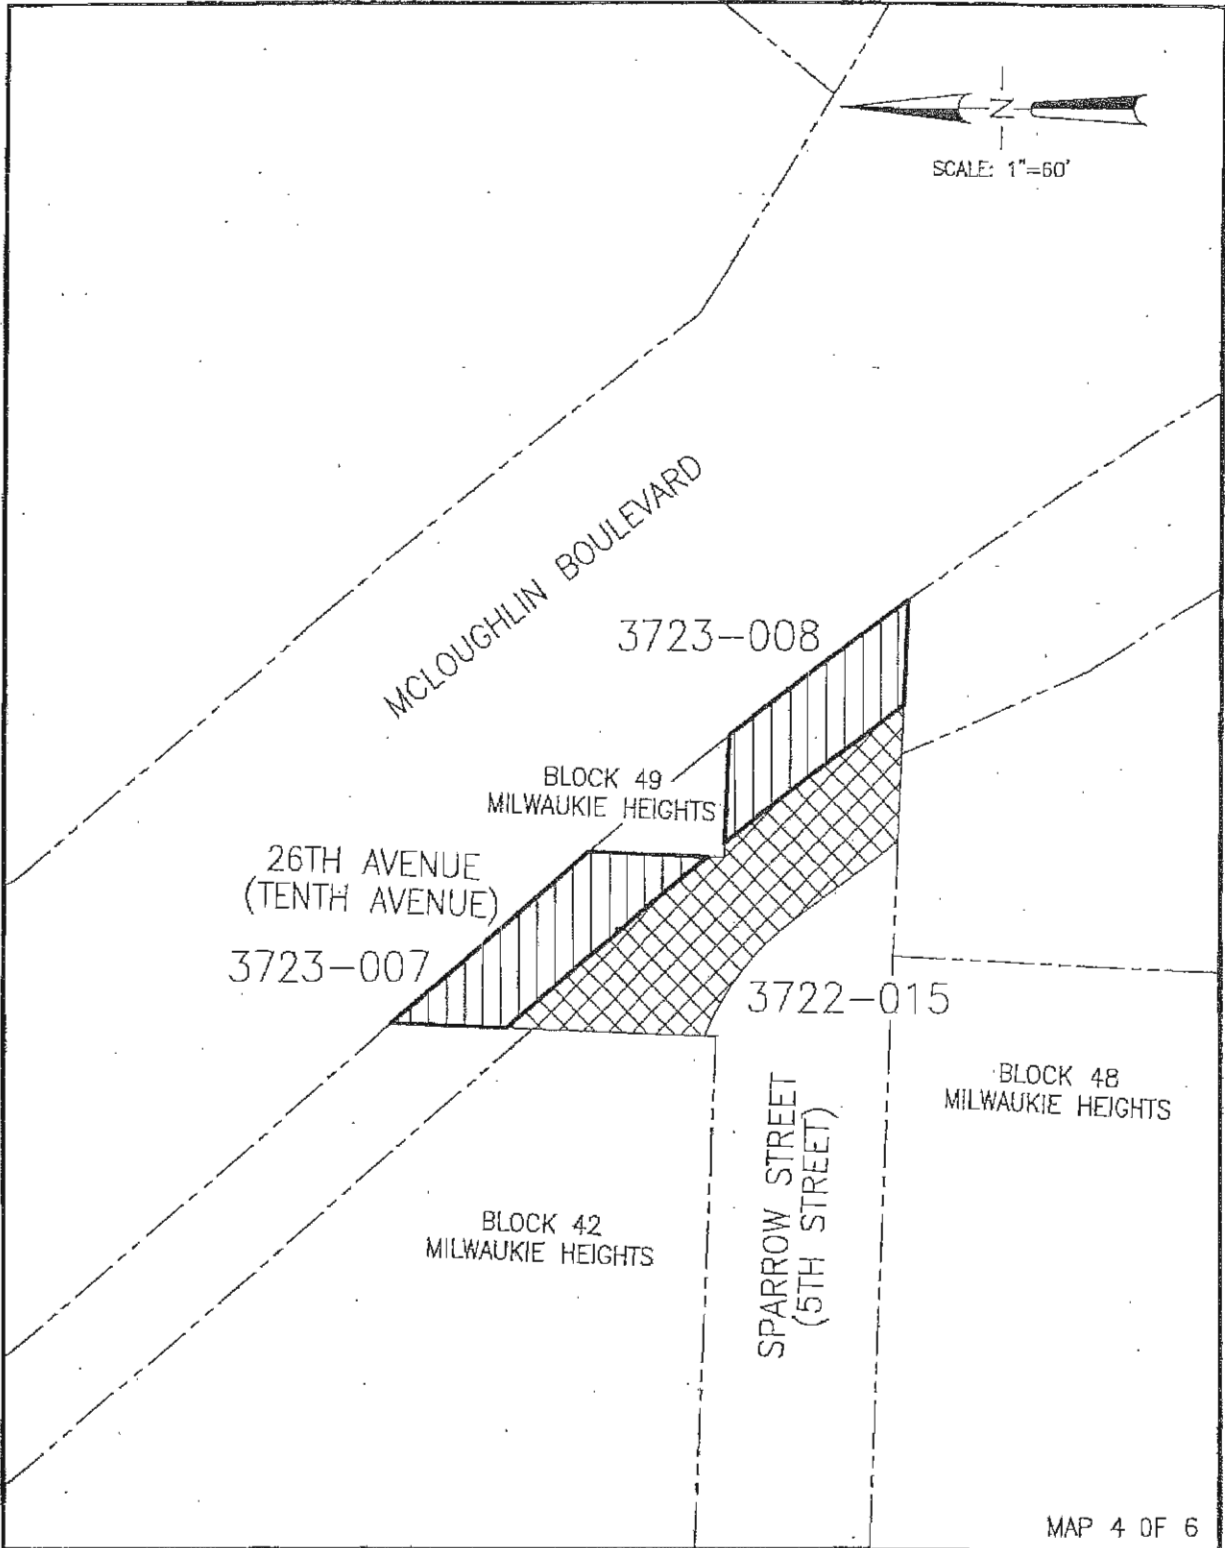 N
SCALE: 1"=60'
MCLOUGHLIN BOULEVARD
3723-008
BLOCK 49
MILWAUKIE HEIGHTS
26TH AVENUE
(TENTH AVENUE)
3723-007
3722-015
BLOCK 48
MILWAUKIE HEIGHTS
SPARROW STREET
(5TH STREET)
BLOCK 42
MILWAUKIE HEIGHTS
MAP 4 OF 6